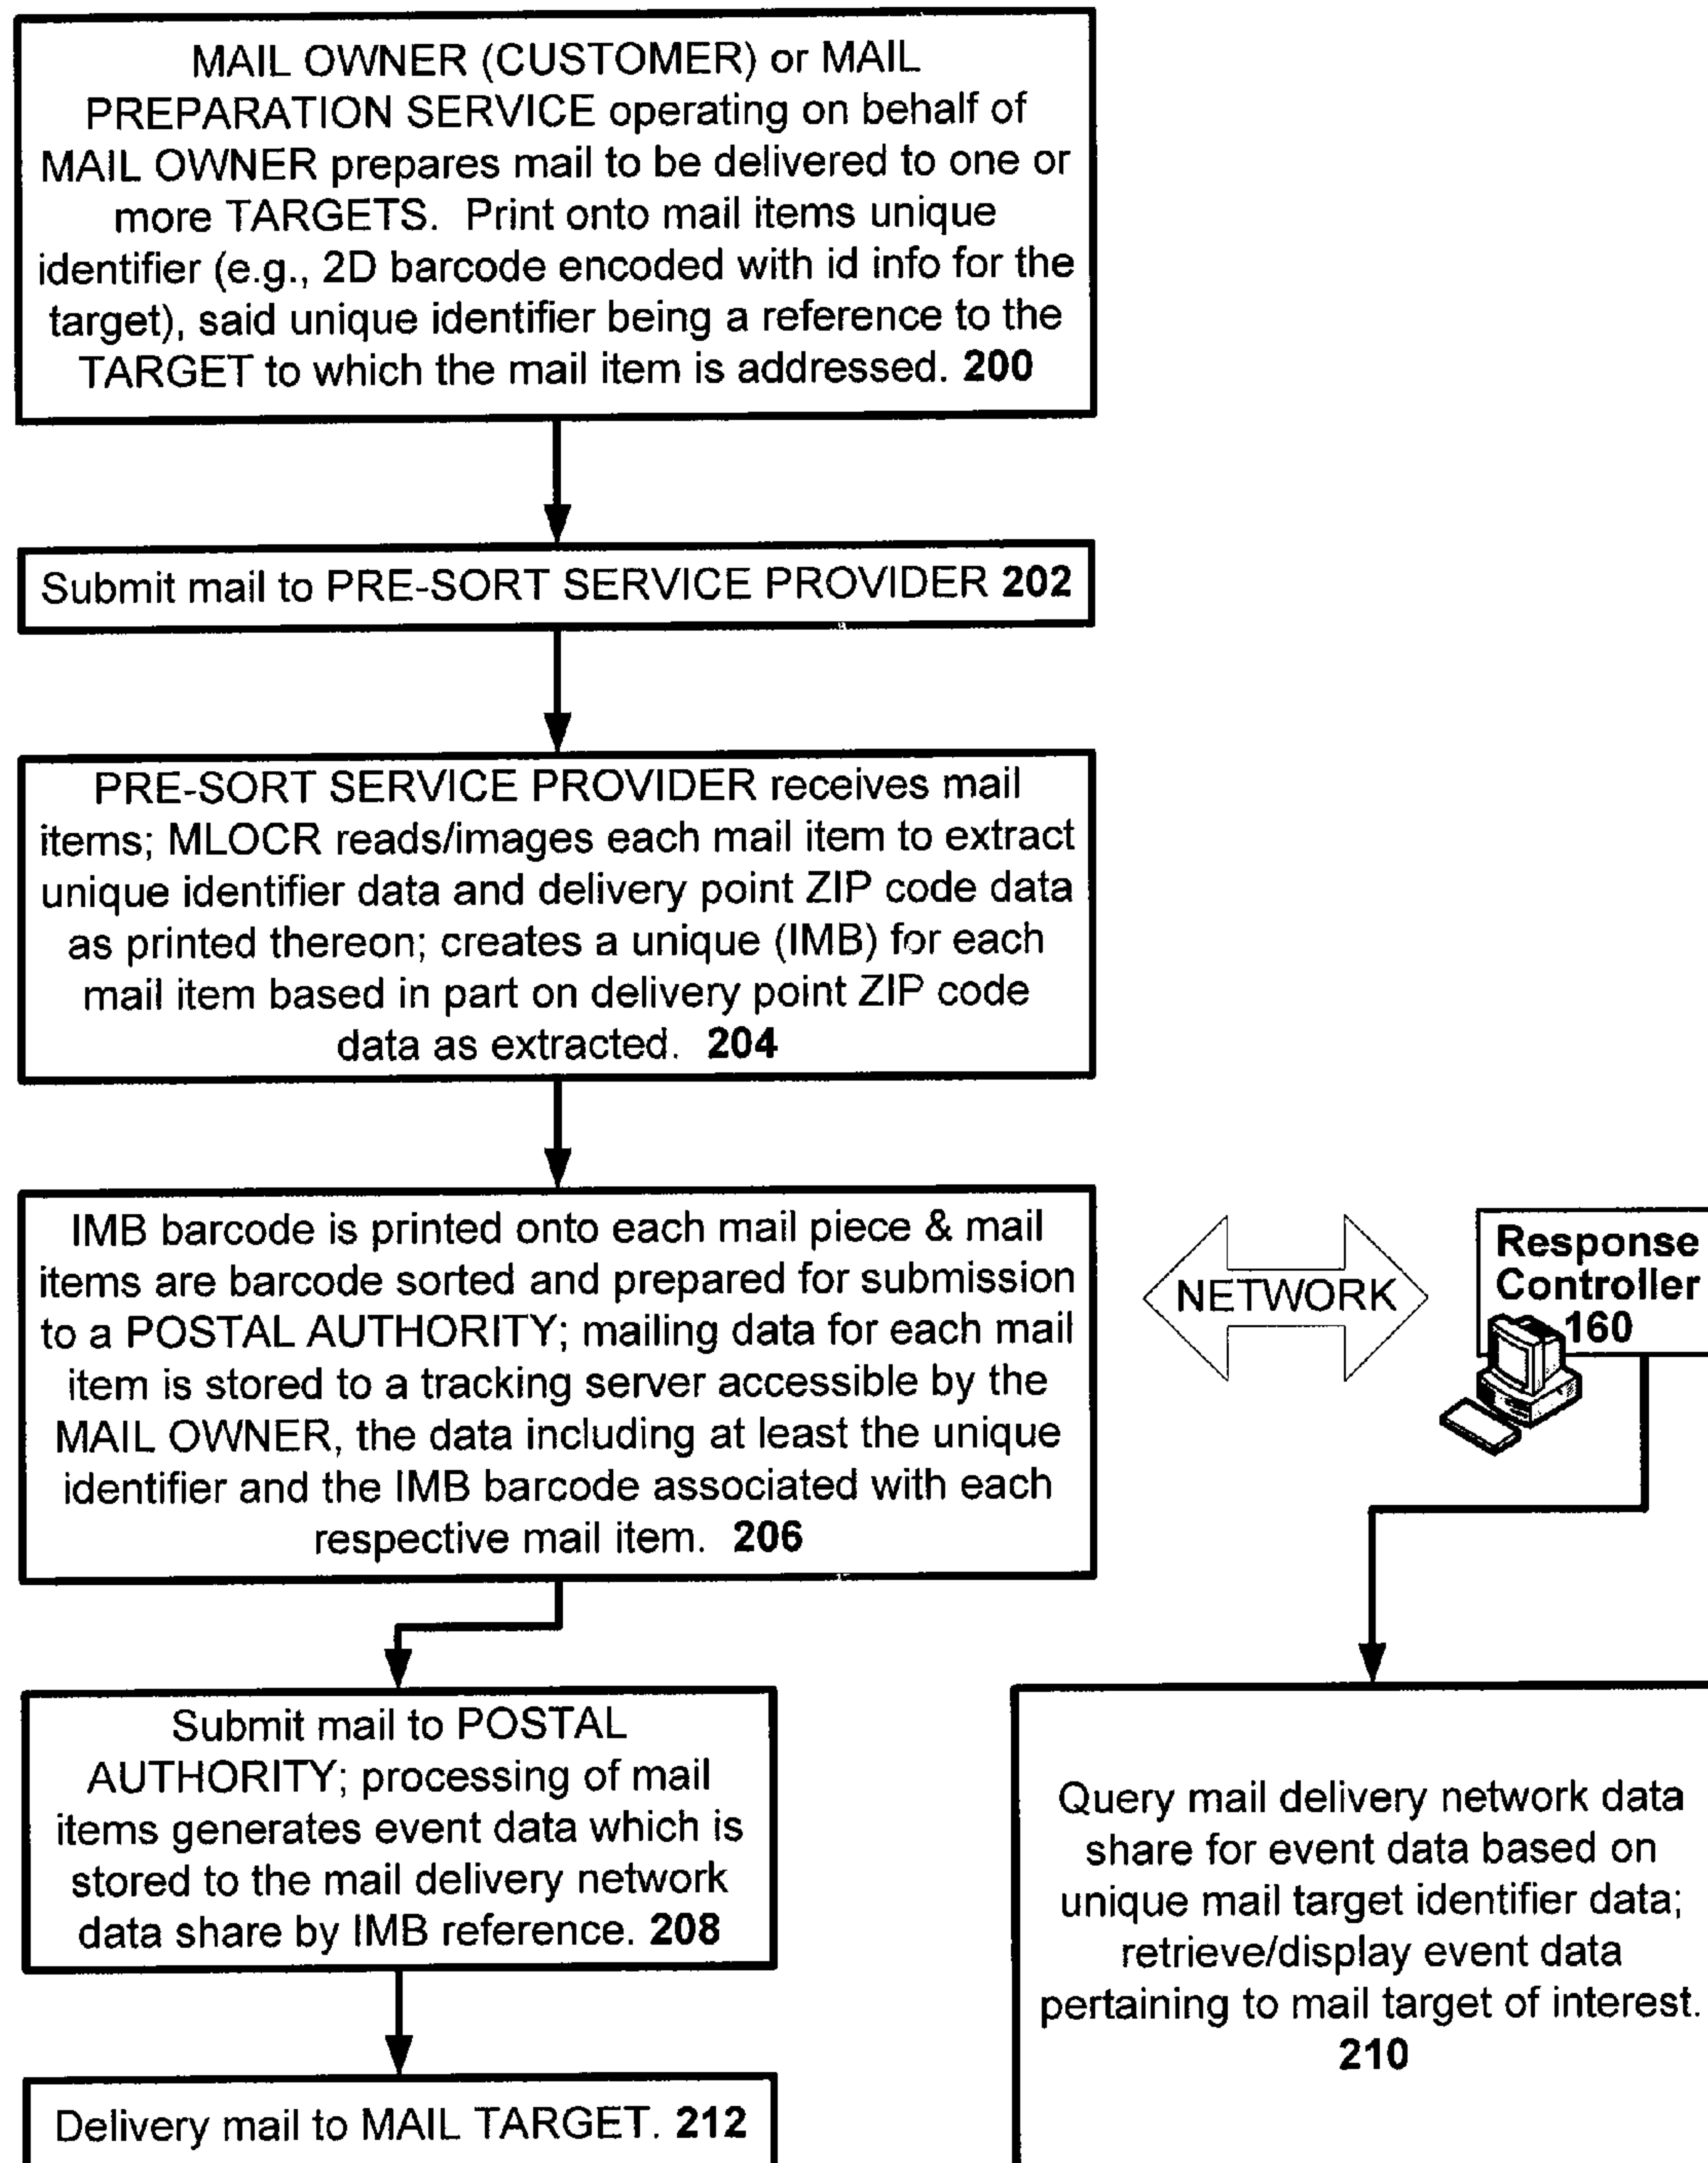 MAIL OWNER (CUSTOMER) or MAIL
PREPARATION SERVICE operating on behalf of
MAIL OWNER prepares mail to be delivered to one or
more TARGETS. Print onto mail items unique
identifier (e.g., 2D barcode encoded with id info for the
target), said unique identifier being a reference to the
TARGET to which the mail item is addressed. 200
Submit mail to PRE-SORT SERVICE PROVIDER 202
PRE-SORT SERVICE PROVIDER receives mail
items; MLOCR reads/images each mail item to extract
unique identifier data and delivery point ZIP code data
as printed thereon; creates a unique (IMB) for each
mail item based in part on delivery point ZIP code
data as extracted. 204
IMB barcode is printed onto each mail piece & mail
items are barcode sorted and prepared for submission
to a POSTAL AUTHORITY; mailing data for each mail
item is stored to a tracking server accessible by the
MAIL OWNER, the data including at least the unique
identifier and the IMB barcode associated with each
respective mail item. 206
NETWORK
Response
Controller
160
Submit mail to POSTAL
AUTHORITY; processing of mail
items generates event data which is
stored to the mail delivery network
data share by IMB reference. 208
Query mail delivery network data
share for event data based on
unique mail target identifier data;
retrieve/display event data
pertaining to mail target of interest.
210
Delivery mail to MAIL TARGET. 212